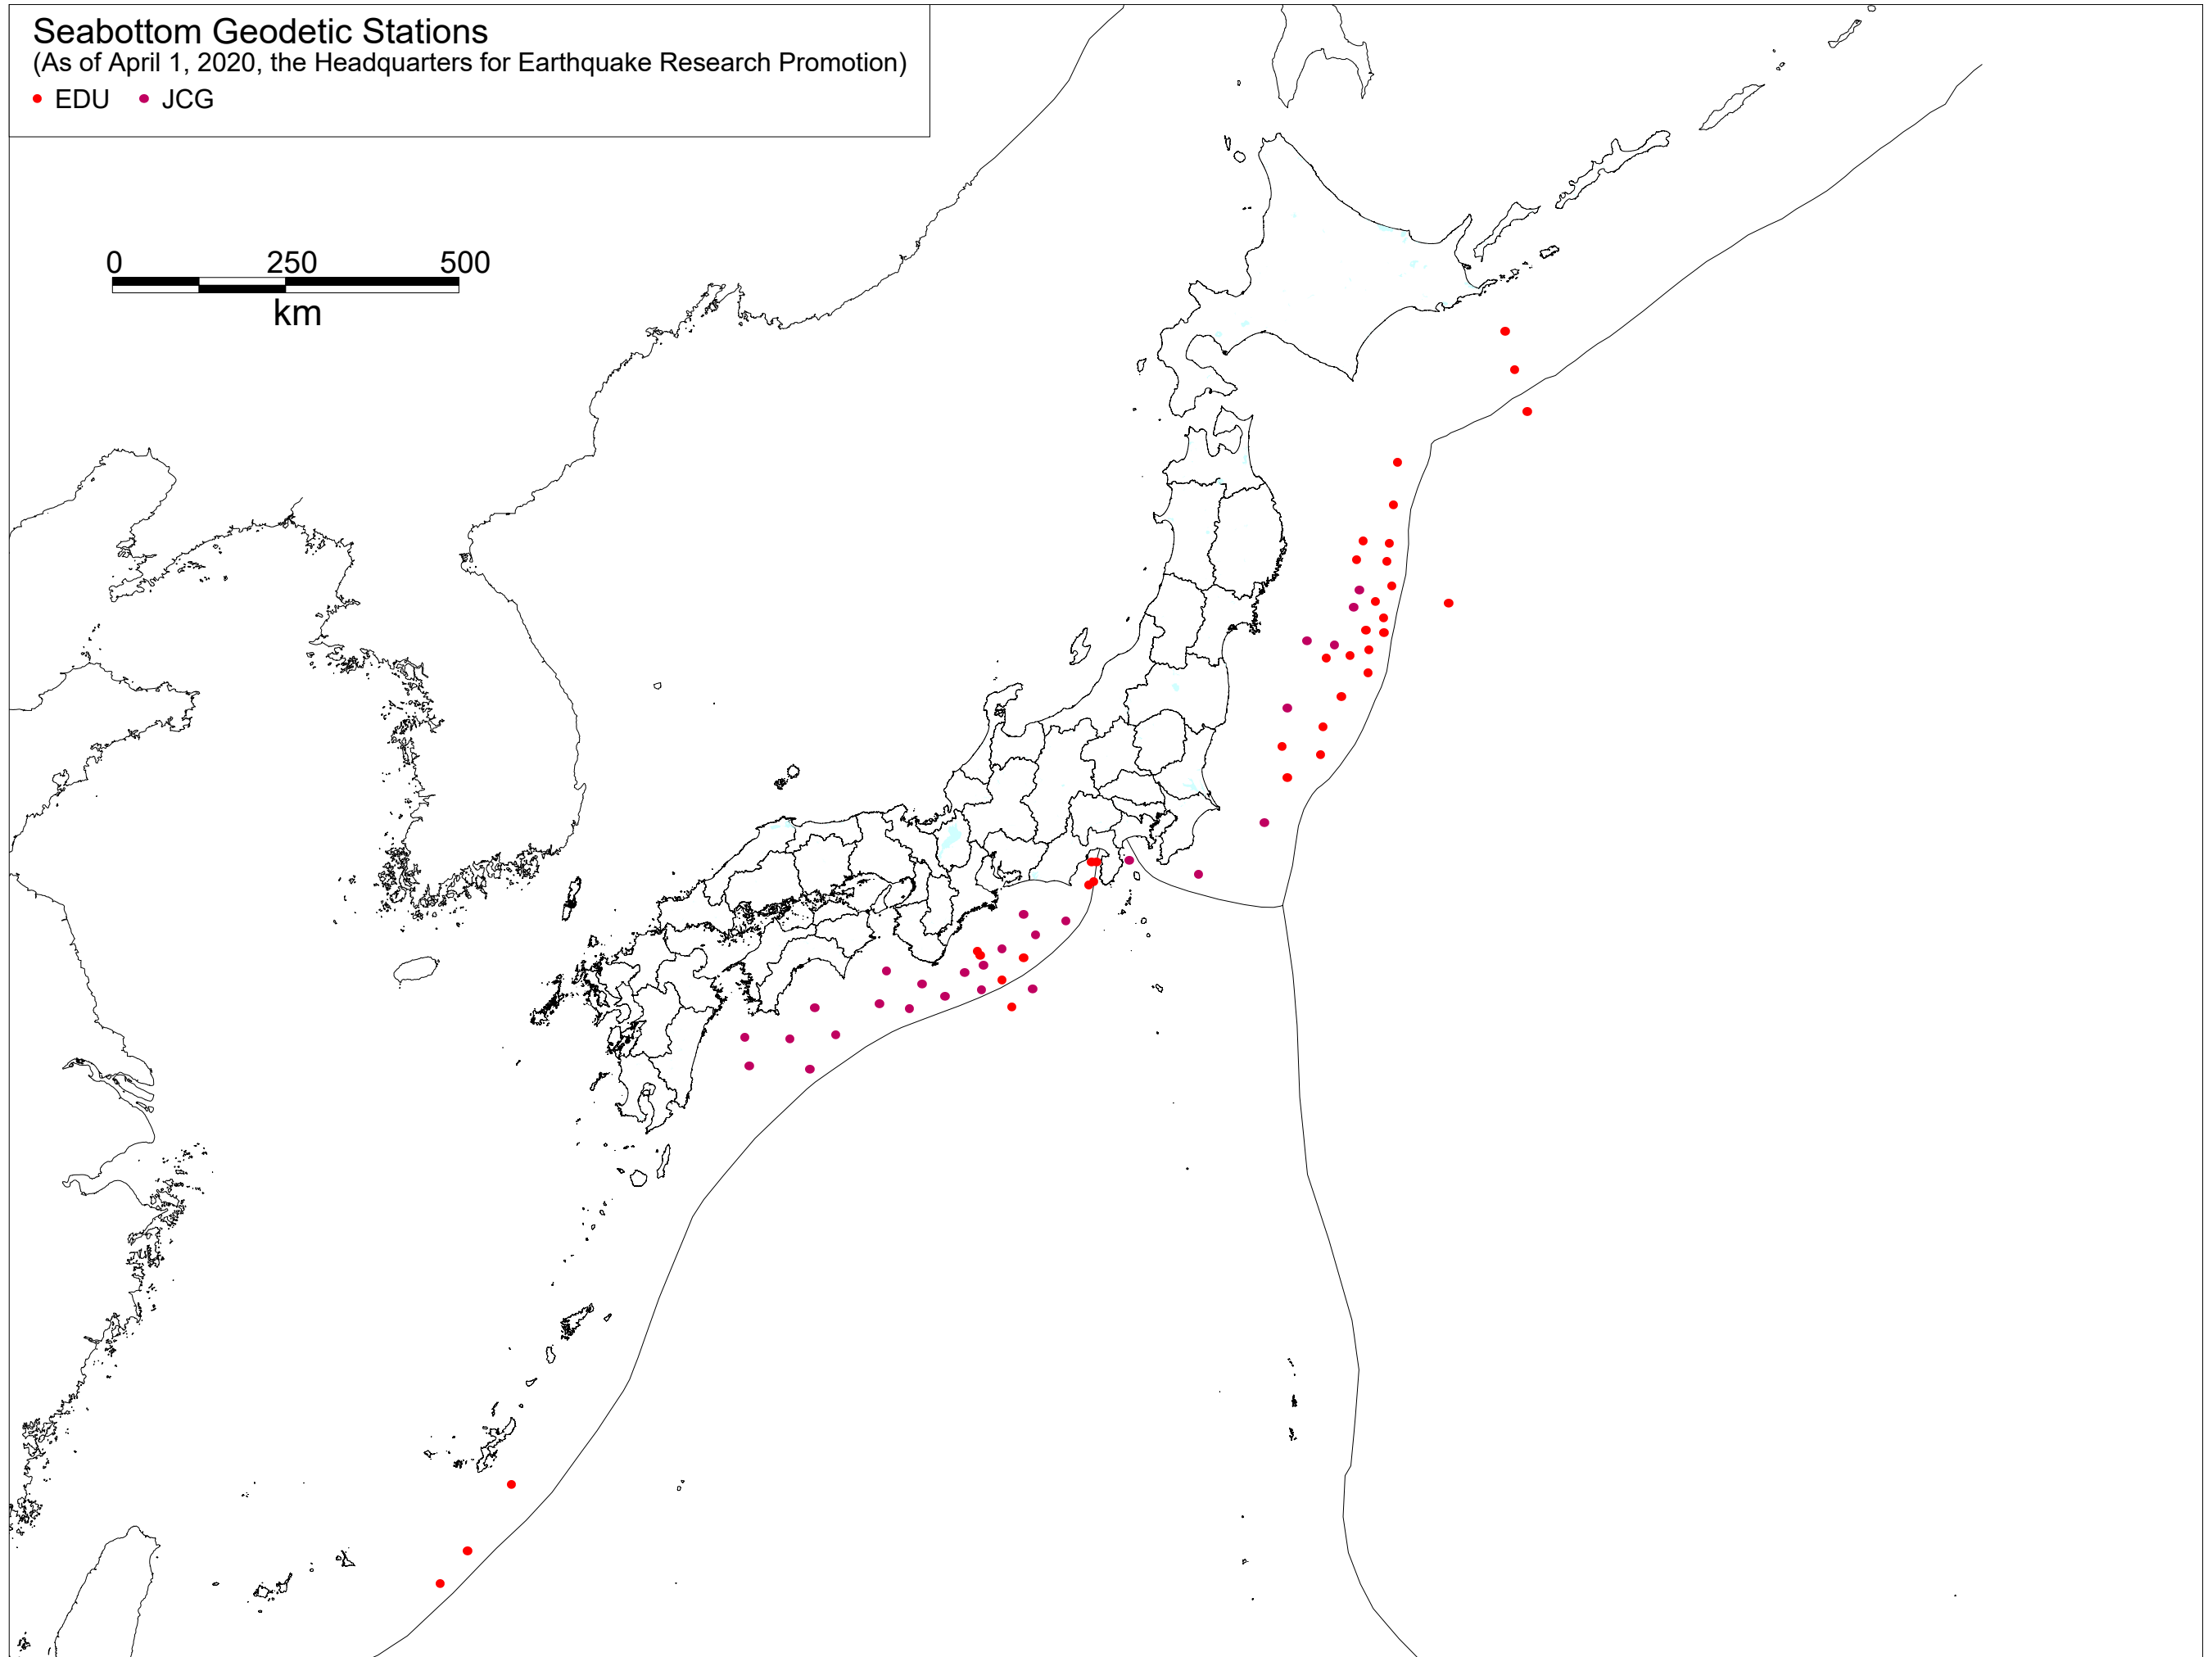 Seabottom Geodetic Stations
(As of April 1, 2020, the Headquarters for Earthquake Research Promotion)
EDU JCG
0 250 500
km